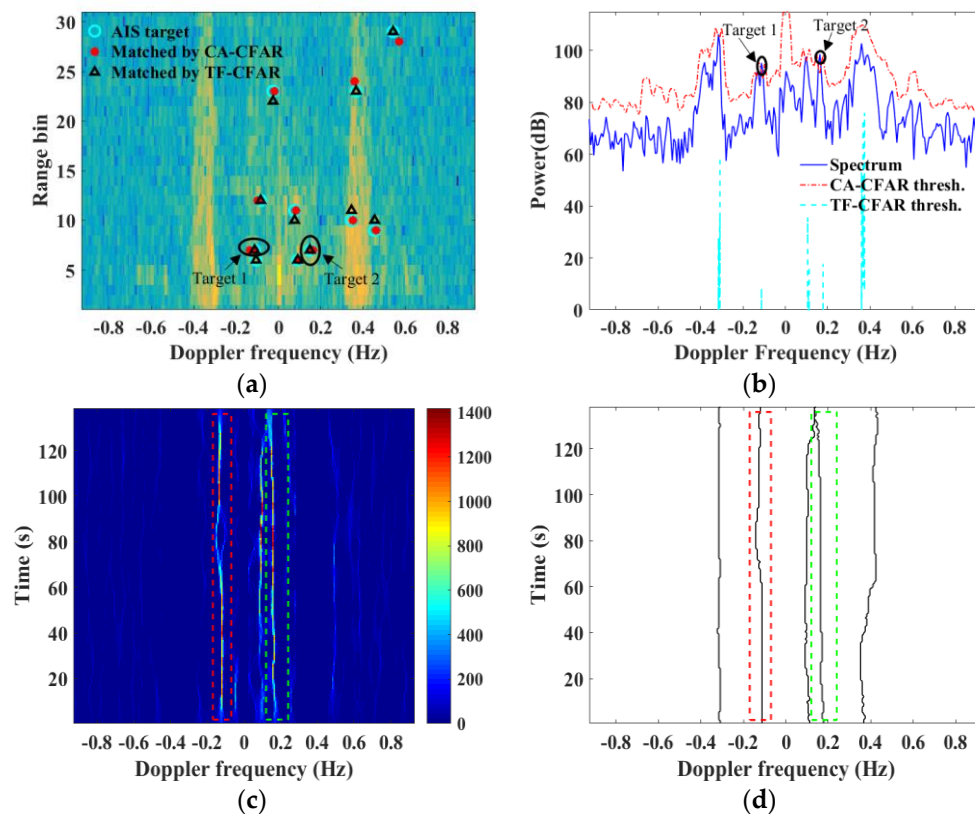 30
25
20
15
10
5
Range bin
AIS target
Matched by CA-CFAR
Matched by TF-CFAR
Target 1
Target 2
-0.8 -0.6 -0.4 -0.2 0 0.2 0.4 0.6 0.8
Doppler frequency (Hz)
(a)
100
80
60
40
20
0
Power(dB)
Target 1
Target 2
Spectrum
CA-CFAR thresh.
TF-CFAR thresh.
-0.8 -0.6 -0.4 -0.2 0 0.2 0.4 0.6 0.8
Doppler Frequency (Hz)
(b)
120
100
80
60
40
20
Time (s)
1400
1200
1000
800
600
400
200
0
-0.8 -0.6 -0.4 -0.2 0 0.2 0.4 0.6 0.8
Doppler frequency (Hz)
(c)
120
100
80
60
40
20
Time (s)
-0.8 -0.6 -0.4 -0.2 0 0.2 0.4 0.6 0.8
Doppler frequency (Hz)
(d)